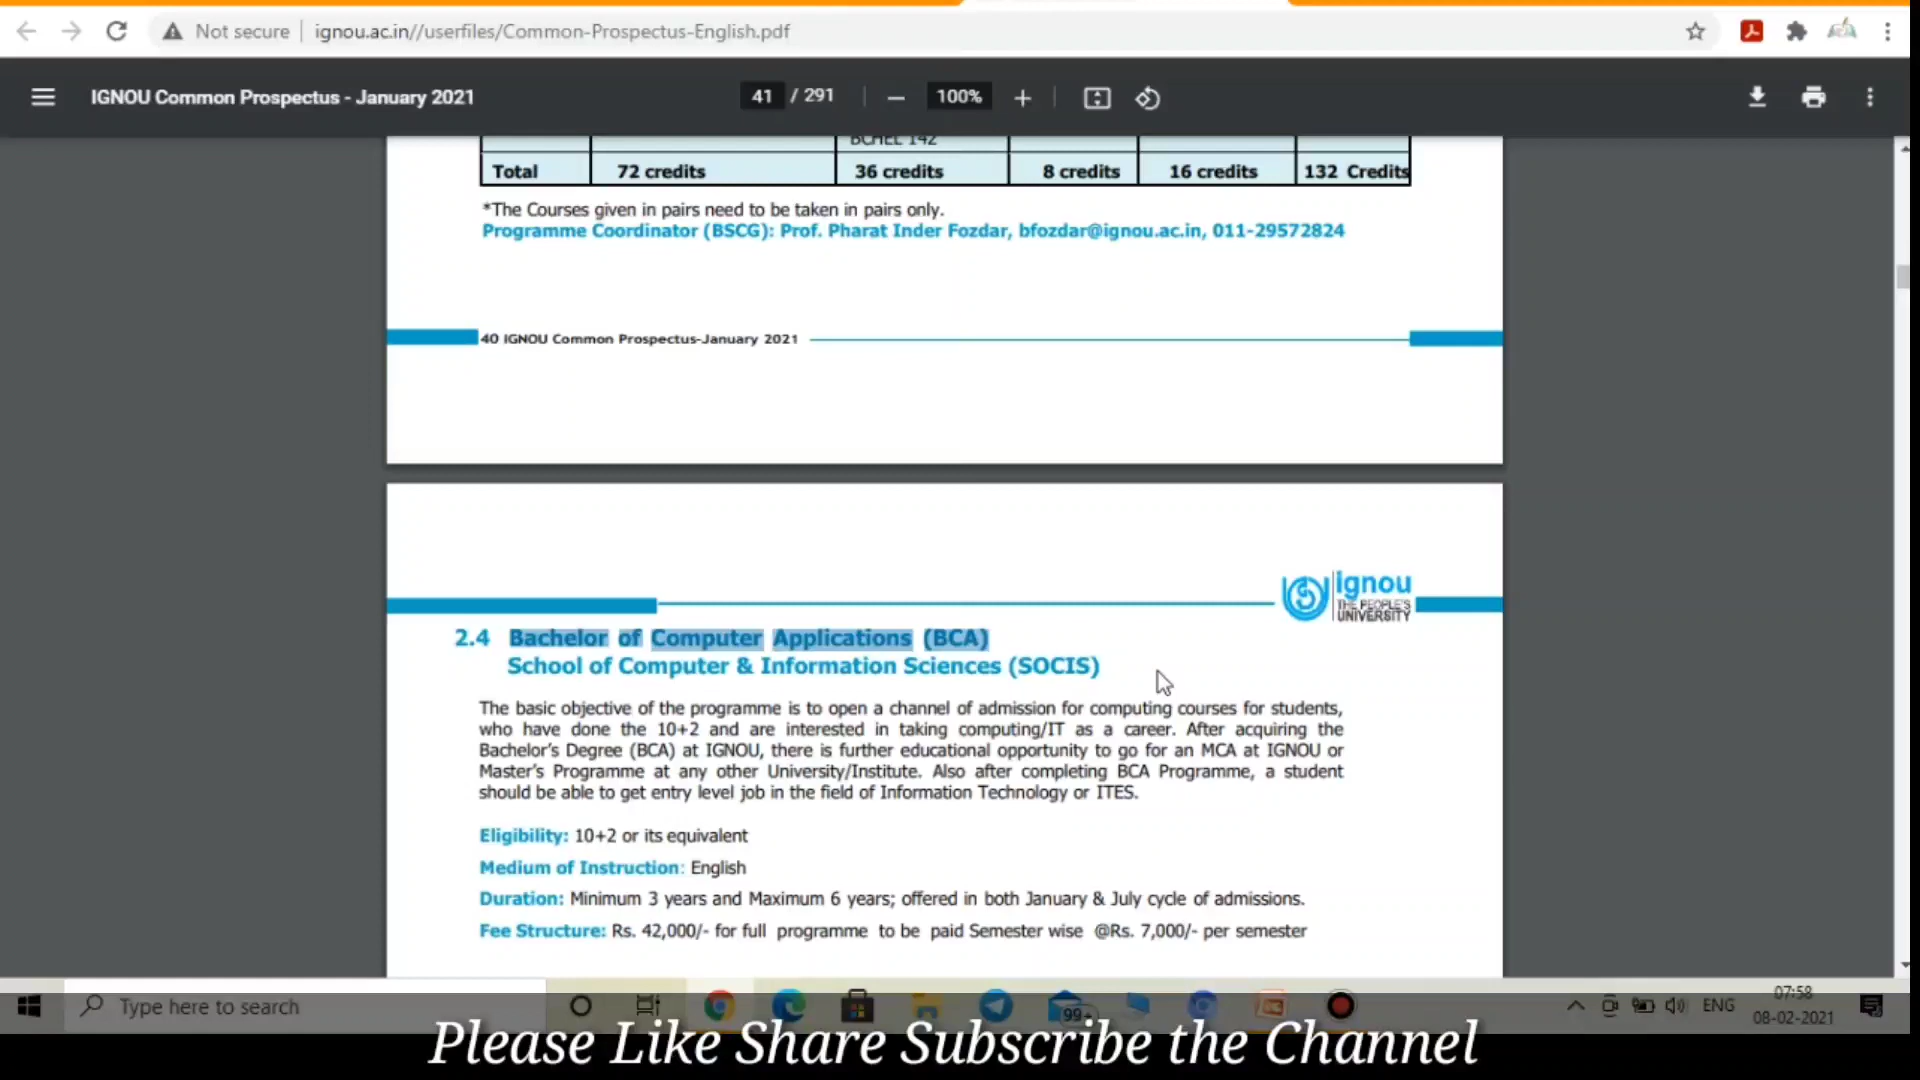 Not secure
ignou.ac.in//userfiles/Common-Prospectus-English.pdf
IGNOU Common Prospectus - January 2021
41 / 291
100%
BCHEL 142
Total 72 credits 36 credits 8 credits 16 credits 132 Credits
*The Courses given in pairs need to be taken in pairs only.
Programme Coordinator (BSCG): Prof. Pharat Inder Fozdar, bfozdar@ignou.ac.in, 011-29572824
40 IGNOU Common Prospectus-January 2021
ignou
THE PEOPLE'S
UNIVERSITY
2.4 Bachelor of Computer Applications (BCA)
School of Computer & Information Sciences (SOCIS)
The basic objective of the programme is to open a channel of admission for computing courses for students,
who have done the 10+2 and are interested in taking computing/IT as a career. After acquiring the
Bachelor's Degree (BCA) at IGNOU, there is further educational opportunity to go for an MCA at IGNOU or
Master's Programme at any other University/Institute. Also after completing BCA Programme, a student
should be able to get entry level job in the field of Information Technology or ITES.
Eligibility: 10+2 or its equivalent
Medium of Instruction: English
Duration: Minimum 3 years and Maximum 6 years; offered in both January & July cycle of admissions.
Fee Structure: Rs. 42,000/- for full programme to be paid Semester wise @Rs. 7,000/- per semester
Type here to search
99+
ENG
07:58
08-02-2021
Please Like Share Subscribe the Channel